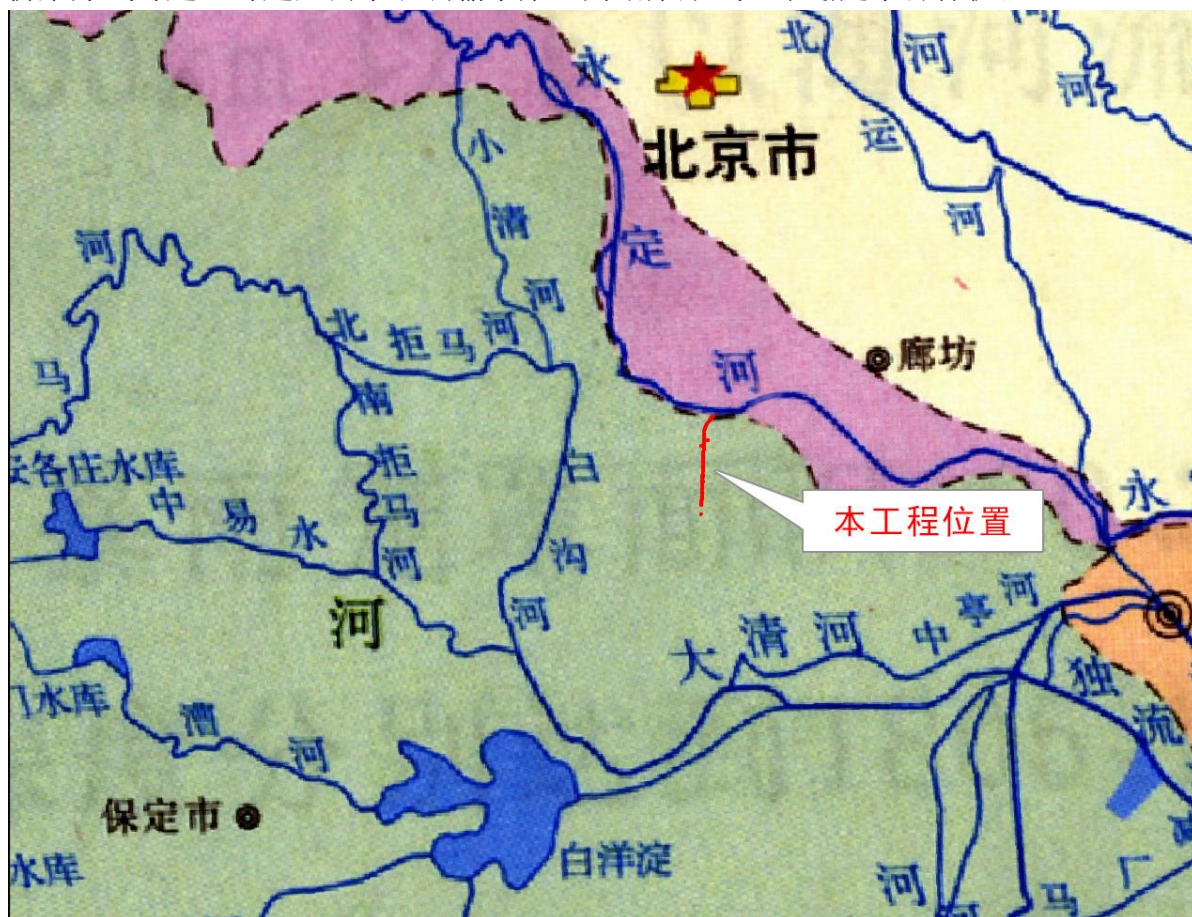 北京市
永
定
河
北
运
河
河
河
小
清
河
河
马
北拒马河
南
拒
马
河
廊坊
白
沟
河
安各庄水库
中易水
本工程位置
永
河
大清河
中亭河
独
流
门水库
漕河
保定市
白洋淀
水库
河
马
厂